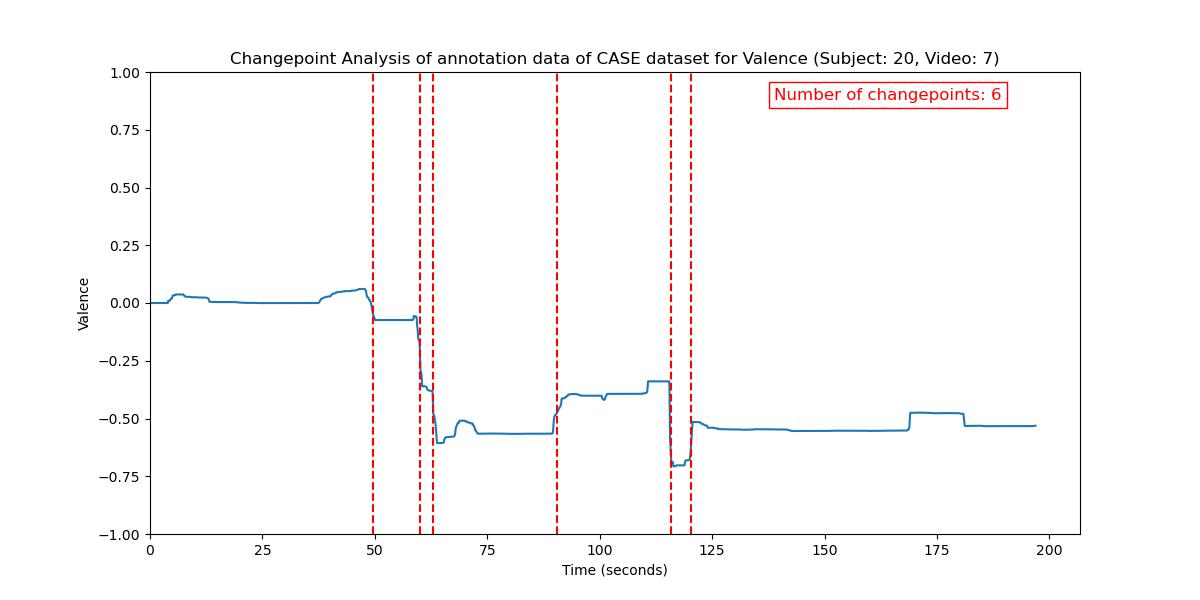 Changepoint Analysis of annotation data of CASE dataset for Valence (Subject: 20, Video: 7)
Number of changepoints: 6
1.00
0.75
0.50
0.25
0.00
−0.25
−0.50
−0.75
−1.00
Valence
0 25 50 75 100 125 150 175 200
Time (seconds)